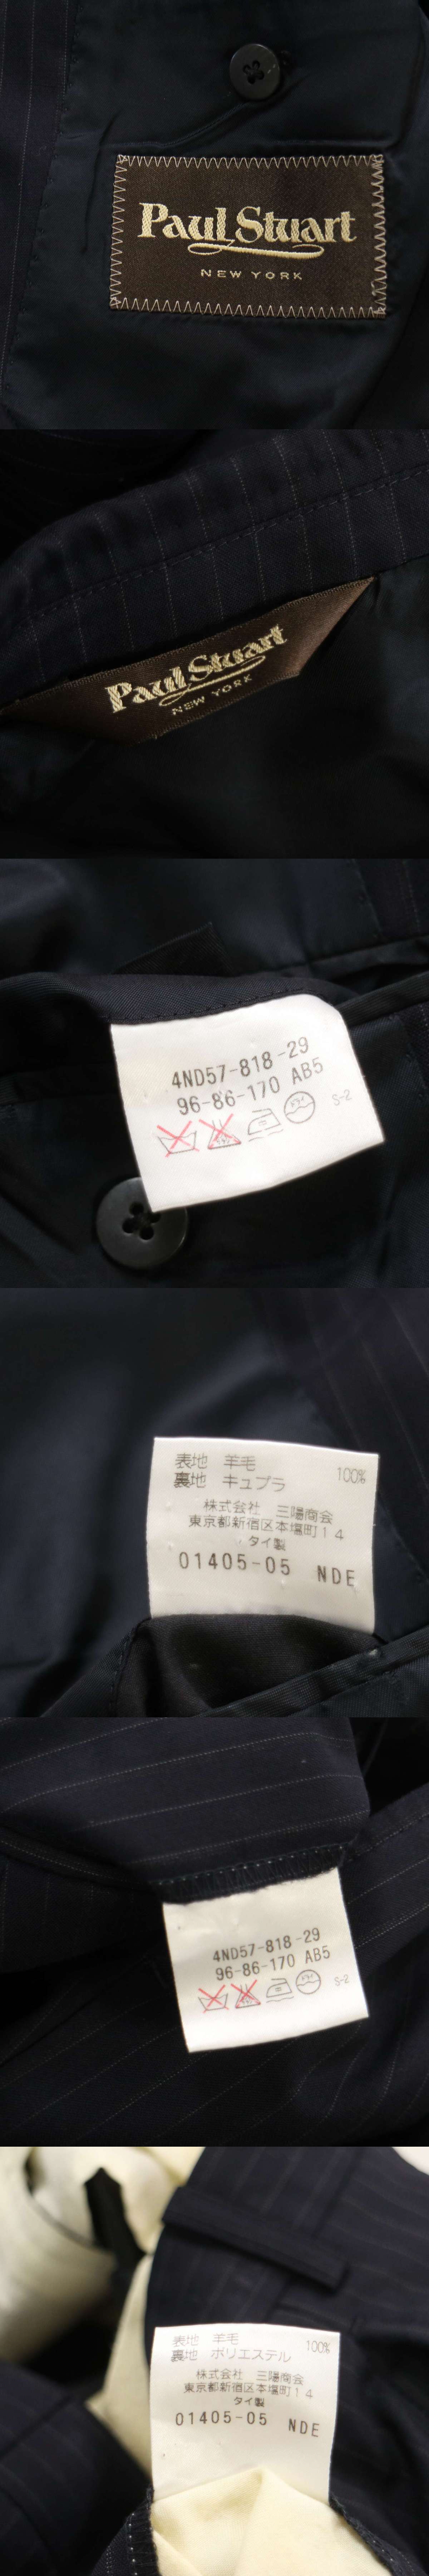 Paul Stuart
NEW YORK
Paul Stuart
NEW YORK
4ND57-818-29
96-86-170 AB5
S-2
表地 羊毛 100%
裏地 キュプラ
株式会社 三陽商会
東京都新宿区本塩町14
タイ製
01405-05 NDE
4ND57-818-29
96-86-170 AB5
S-2
表地 羊毛 100%
裏地 ポリエステル
株式会社 三陽商会
東京都新宿区本塩町14
タイ製
01405-05 NDE